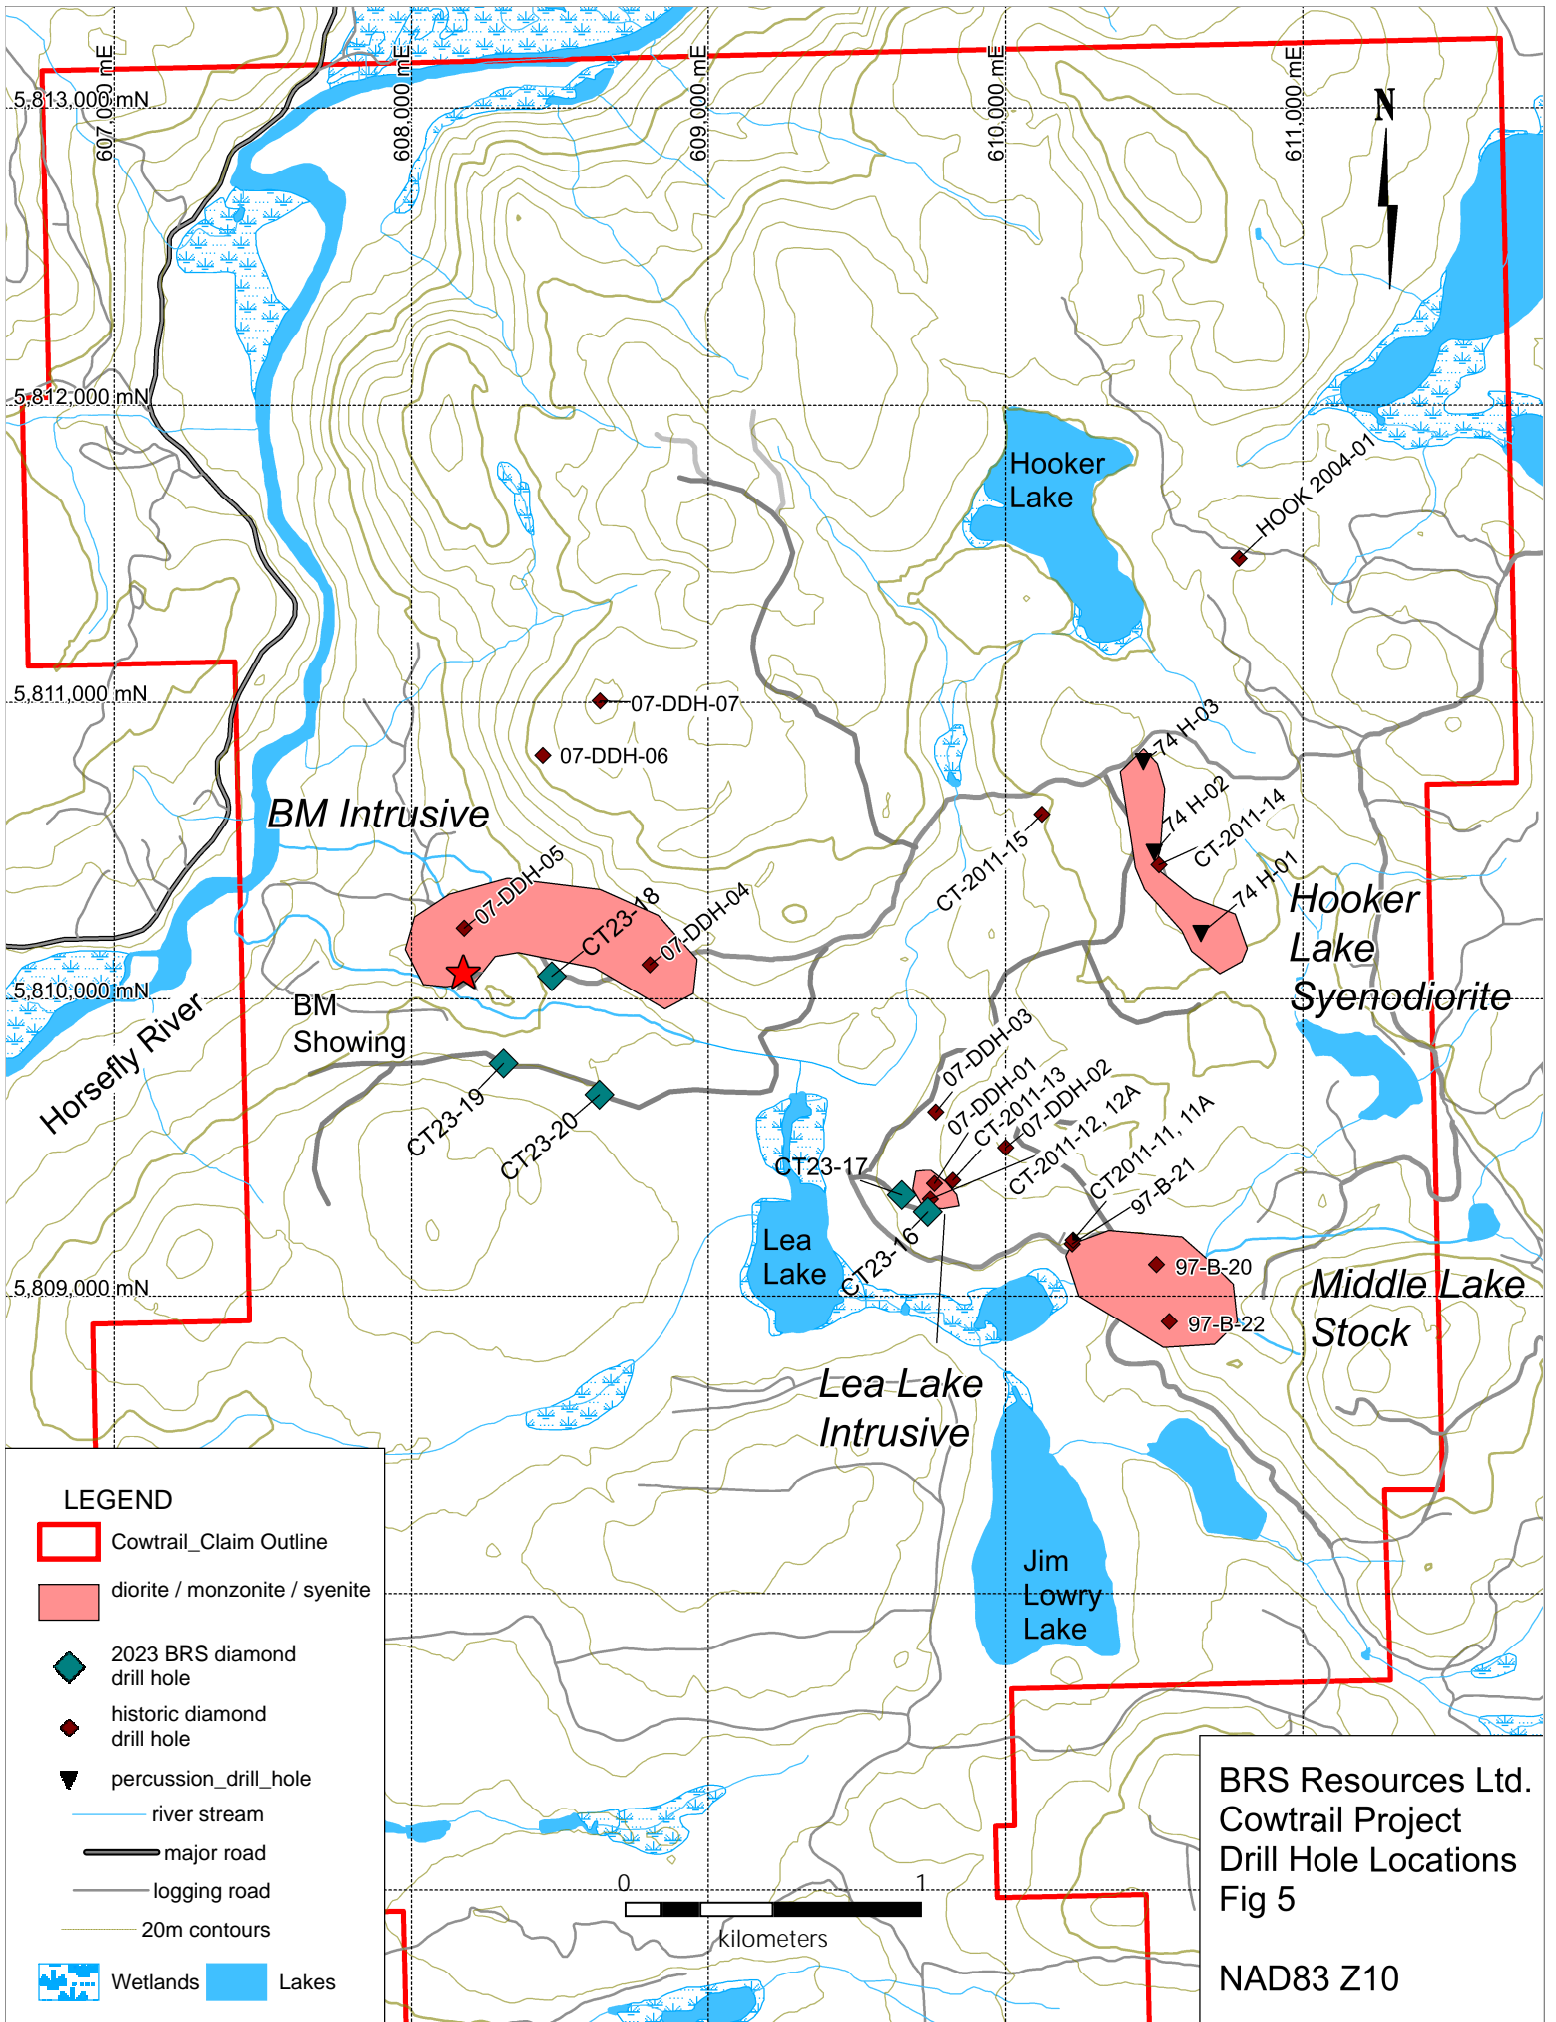 607,000 mE
608,000 mE
609,000 mE
610,000 mE
611,000 mE
5,813,000 mN
N
5,812,000 mN
Hooker
Lake
HOOK 2004-01
5,811,000 mN
07-DDH-07
07-DDH-06
74 H-03
74 H-02
CT-2011-14
74 H-01
CT-2011-15
BM Intrusive
07-DDH-05
CT23-18
07-DDH-04
Hooker
Lake
Syenodiorite
5,810,000 mN
BM
Showing
Horsefly River
CT23-19
CT23-20
07-DDH-03
07-DDH-01
CT-2011-13
07-DDH-02
CT-2011-12, 12A
CT2011-11, 11A
97-B-21
CT23-17
CT23-16
Lea
Lake
97-B-20
97-B-22
5,809,000 mN
Middle Lake
Stock
Lea Lake
Intrusive
Jim
Lowry
Lake
LEGEND
Cowtrail_Claim Outline
diorite / monzonite / syenite
2023 BRS diamond
drill hole
historic diamond
drill hole
percussion_drill_hole
river stream
major road
logging road
20m contours
Wetlands
Lakes
0
1
kilometers
BRS Resources Ltd.
Cowtrail Project
Drill Hole Locations
Fig 5
NAD83 Z10